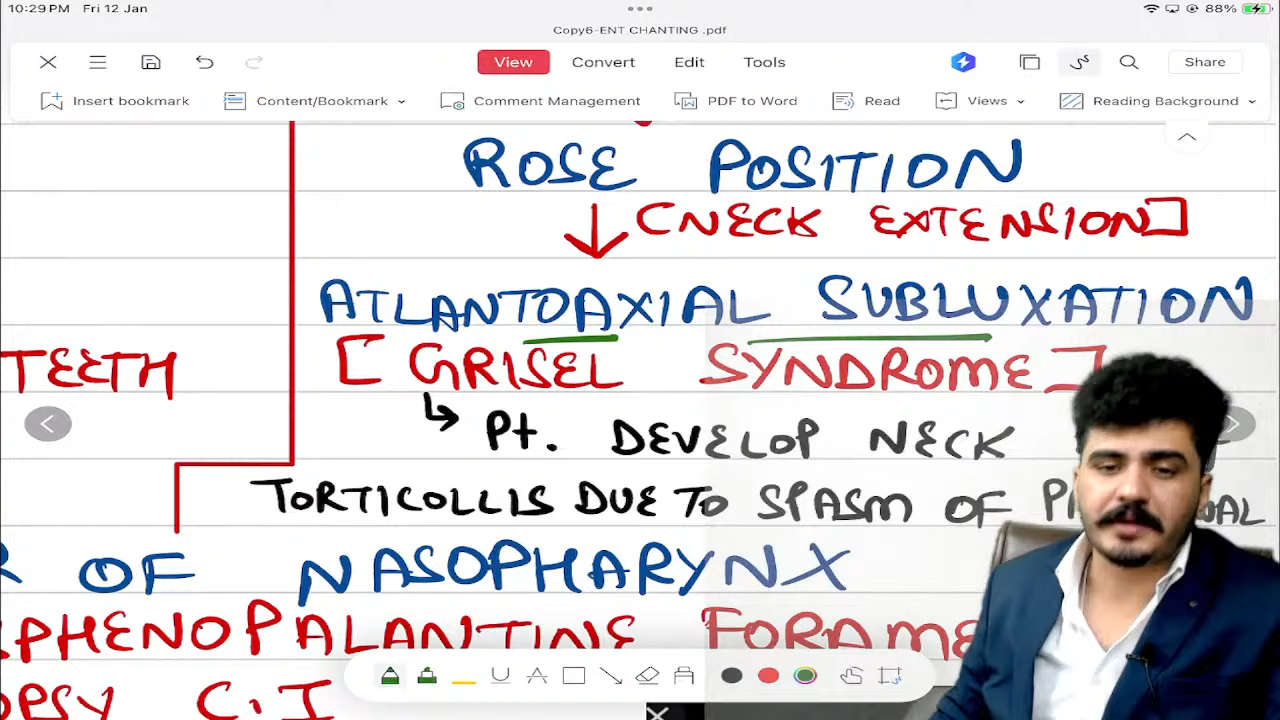 10:29 PM Fri 12 Jan
88%
Copy6-ENT CHANTING .pdf
View Convert Edit Tools Share
Insert bookmark Content/Bookmark Comment Management PDF to Word Read Views Reading Background
ROSE POSITION
(NECK EXTENSION]
ATLANTOAXIAL SUBLUXATION
TEETH [GRISEL SYNDROME]
Pt. DEVELOP NECK
TORTICOLLIS DUE TO SPASM OF
OF NASOPHARYNX
SPHENOPALANTINE
C.I